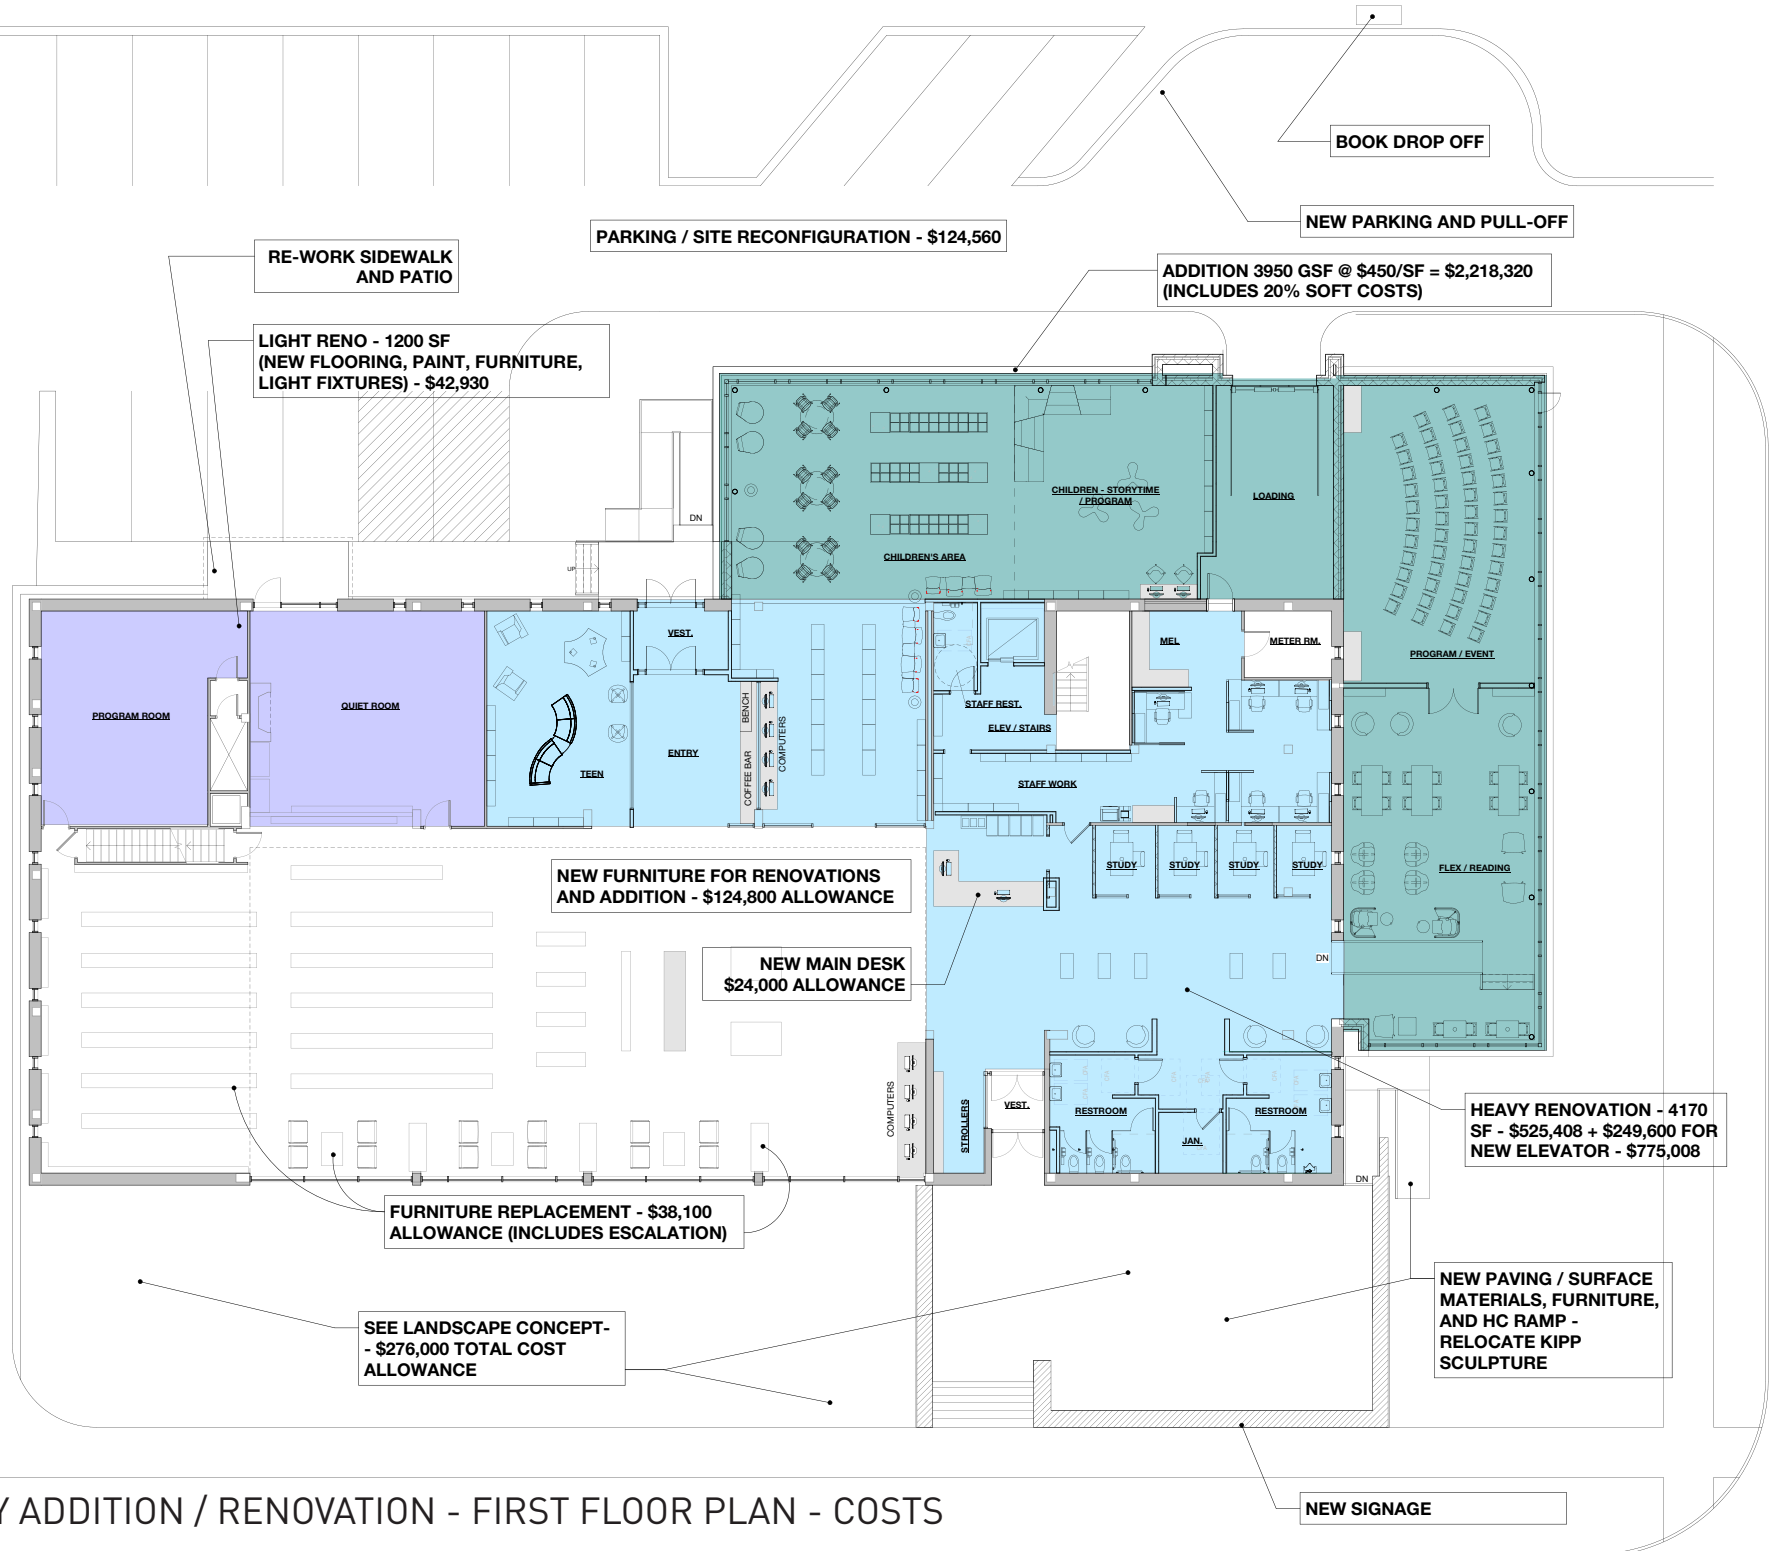 BOOK DROP OFF
NEW PARKING AND PULL-OFF
PARKING / SITE RECONFIGURATION - $124,560
RE-WORK SIDEWALK
AND PATIO
ADDITION 3950 GSF @ $450/SF = $2,218,320
(INCLUDES 20% SOFT COSTS)
LIGHT RENO - 1200 SF
(NEW FLOORING, PAINT, FURNITURE,
LIGHT FIXTURES) - $42,930
CHILDREN - STORYTIME
/ PROGRAM
LOADING
DN
CHILDREN'S AREA
UP
VEST.
MEL
METER RM.
PROGRAM / EVENT
PROGRAM ROOM
QUIET ROOM
STAFF REST.
ELEV / STAIRS
BENCH
COMPUTERS
ENTRY
TEEN
COFFEE BAR
STAFF WORK
STUDY
STUDY
STUDY
STUDY
FLEX / READING
NEW FURNITURE FOR RENOVATIONS
AND ADDITION - $124,800 ALLOWANCE
NEW MAIN DESK
$24,000 ALLOWANCE
DN
COMPUTERS
STROLLERS
VEST.
RESTROOM
JAN.
RESTROOM
HEAVY RENOVATION - 4170
SF - $525,408 + $249,600 FOR
NEW ELEVATOR - $775,008
DN
FURNITURE REPLACEMENT - $38,100
ALLOWANCE (INCLUDES ESCALATION)
NEW PAVING / SURFACE
MATERIALS, FURNITURE,
AND HC RAMP -
RELOCATE KIPP
SCULPTURE
SEE LANDSCAPE CONCEPT-
- $276,000 TOTAL COST
ALLOWANCE
NEW SIGNAGE
Y ADDITION / RENOVATION - FIRST FLOOR PLAN - COSTS